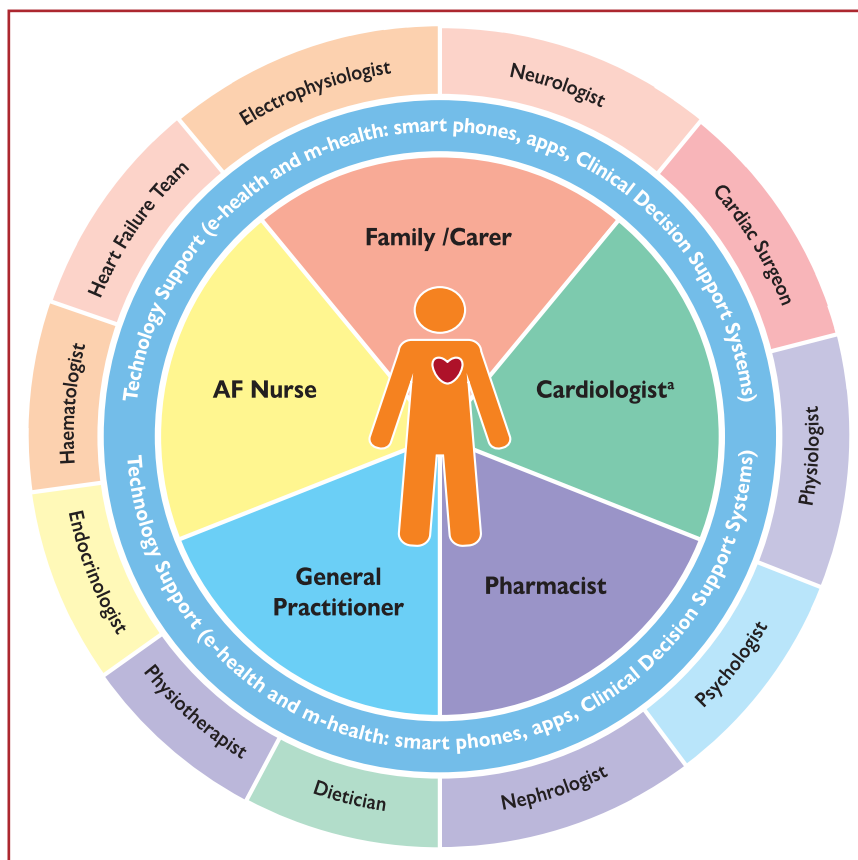 Electrophysiologist
Neurologist
Cardiac Surgeon
Physiologist
Psychologist
Nephrologist
Dietician
Physiotherapist
Endocrinologist
Haematologist
Heart Failure Team
Technology Support (e-health and m-health: smart phones, apps, Clinical Decision Support Systems)
Family /Carer
AF Nurse
Cardiologistª
General
Practitioner
Pharmacist
Technology Support (e-health and m-health: smart phones, apps, Clinical Decision Support Systems)